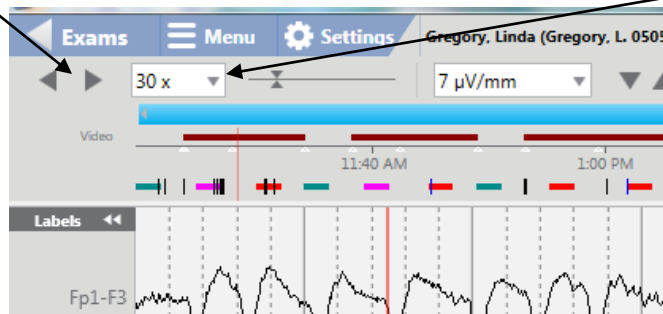 Exams Menu Settings Gregory, Linda (Gregory, L. 0505
30 x 7 µV/mm
Video
11:40 AM 1:00 PM
Labels
Fp1-F3